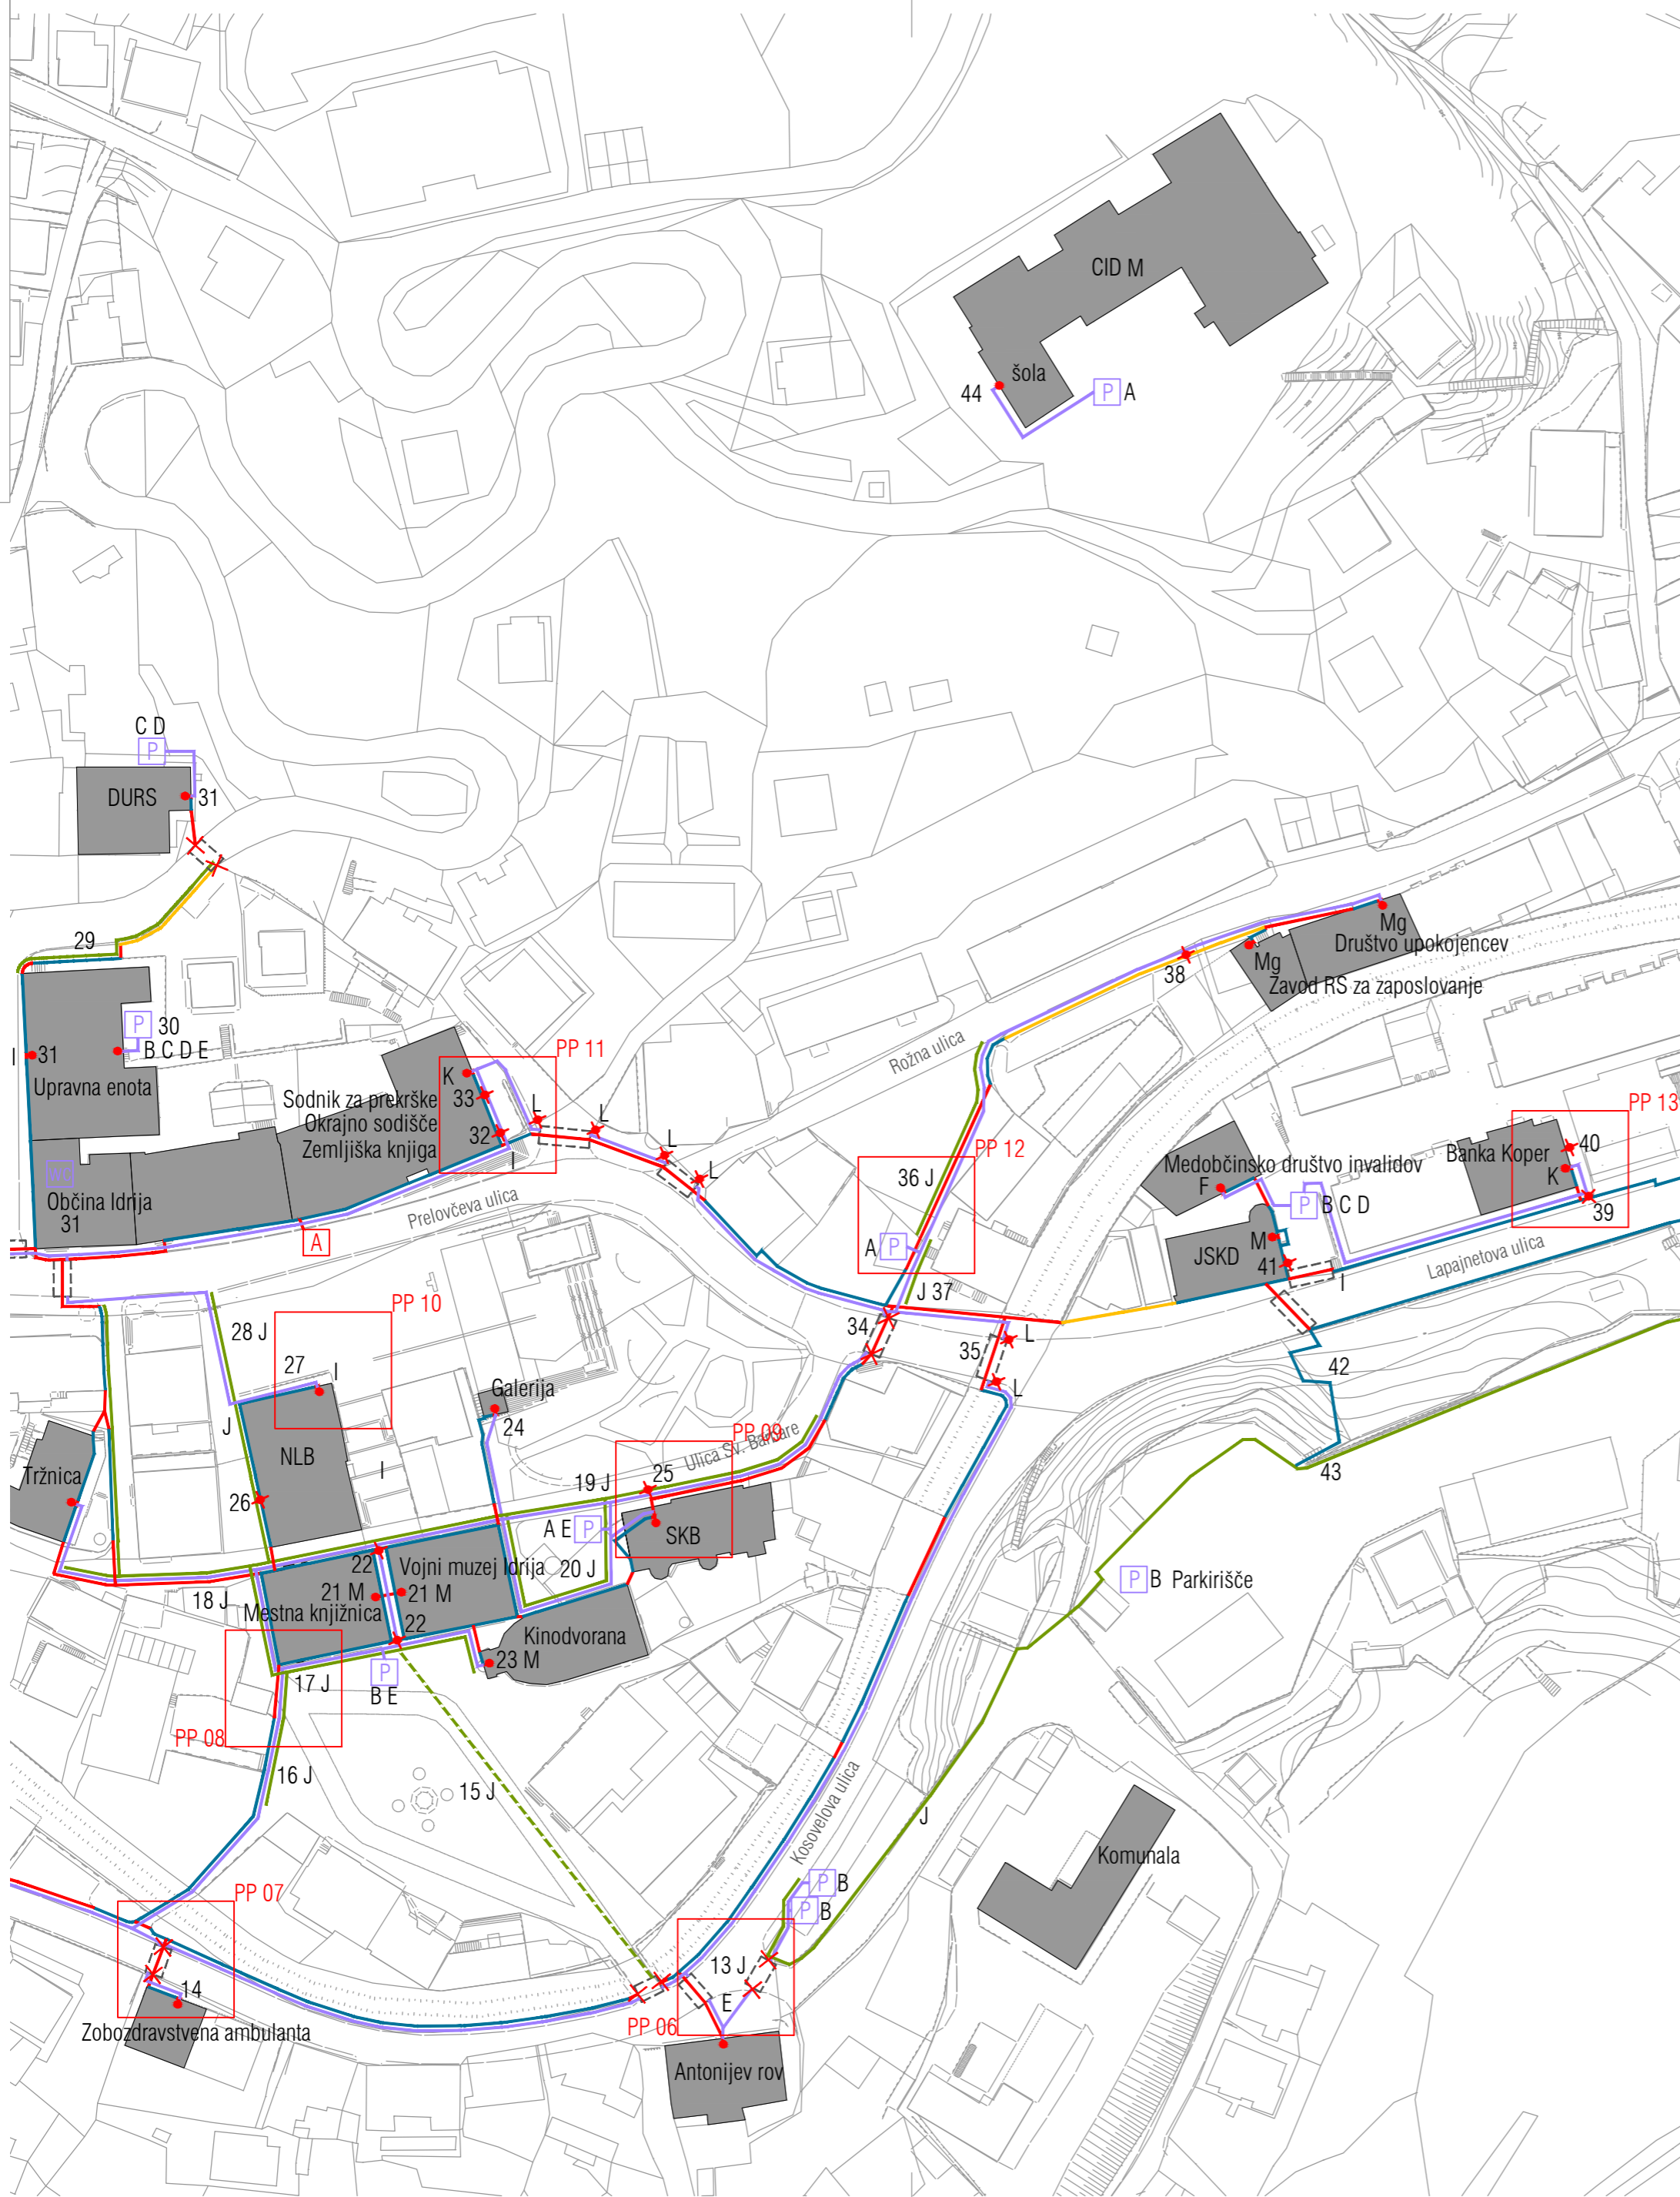 CID M
šola
44
P A
C D
P
DURS
31
29
P 30
B C D E
I
31
Upravna enota
PP 11
K
33
L
L
L
L
Sodnik za prekrške
Okrajno sodišče
Zemljiška knjiga
32
I
wc
Občina Idrija
31
Prelovčeva ulica
A
Rožna ulica
38
Mg
Društvo upokojencev
Mg
Zavod RS za zaposlovanje
PP 13
40
Banka Koper
K
39
PP 12
36 J
Medobčinsko društvo invalidov
F
P B C D
A P
JSKD
M
41
I
Lapajnetova ulica
J 37
34
35
L
L
42
43
PP 10
28 J
27
I
J
NLB
I
26
Galerija
24
PP 09
Ulica Sv. Barbare
25
19 J
A E P
SKB
20 J
Tržnica
22
Vojni muzej Idrija
21 M
21 M
18 J
Mestna knjižnica
22
Kinodvorana
23 M
P
B E
17 J
PP 08
16 J
15 J
P B Parkirišče
J
Kosovelova ulica
Komunala
P B
P B
PP 07
14
Zobozdravstvena ambulanta
13 J
E
PP 06
Antonijev rov